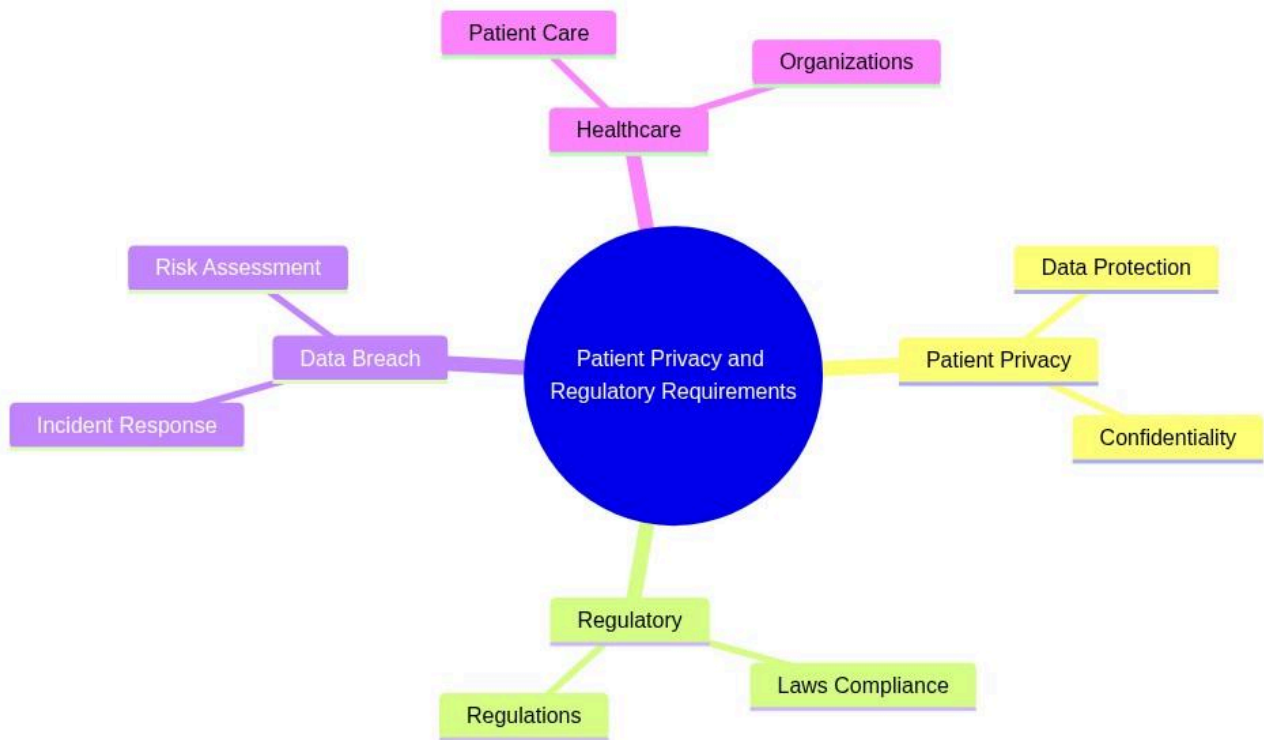 Patient Care
Organizations
Healthcare
Risk Assessment
Data Protection
Data Breach
Patient Privacy and
Regulatory Requirements
Patient Privacy
Incident Response
Confidentiality
Regulatory
Laws Compliance
Regulations